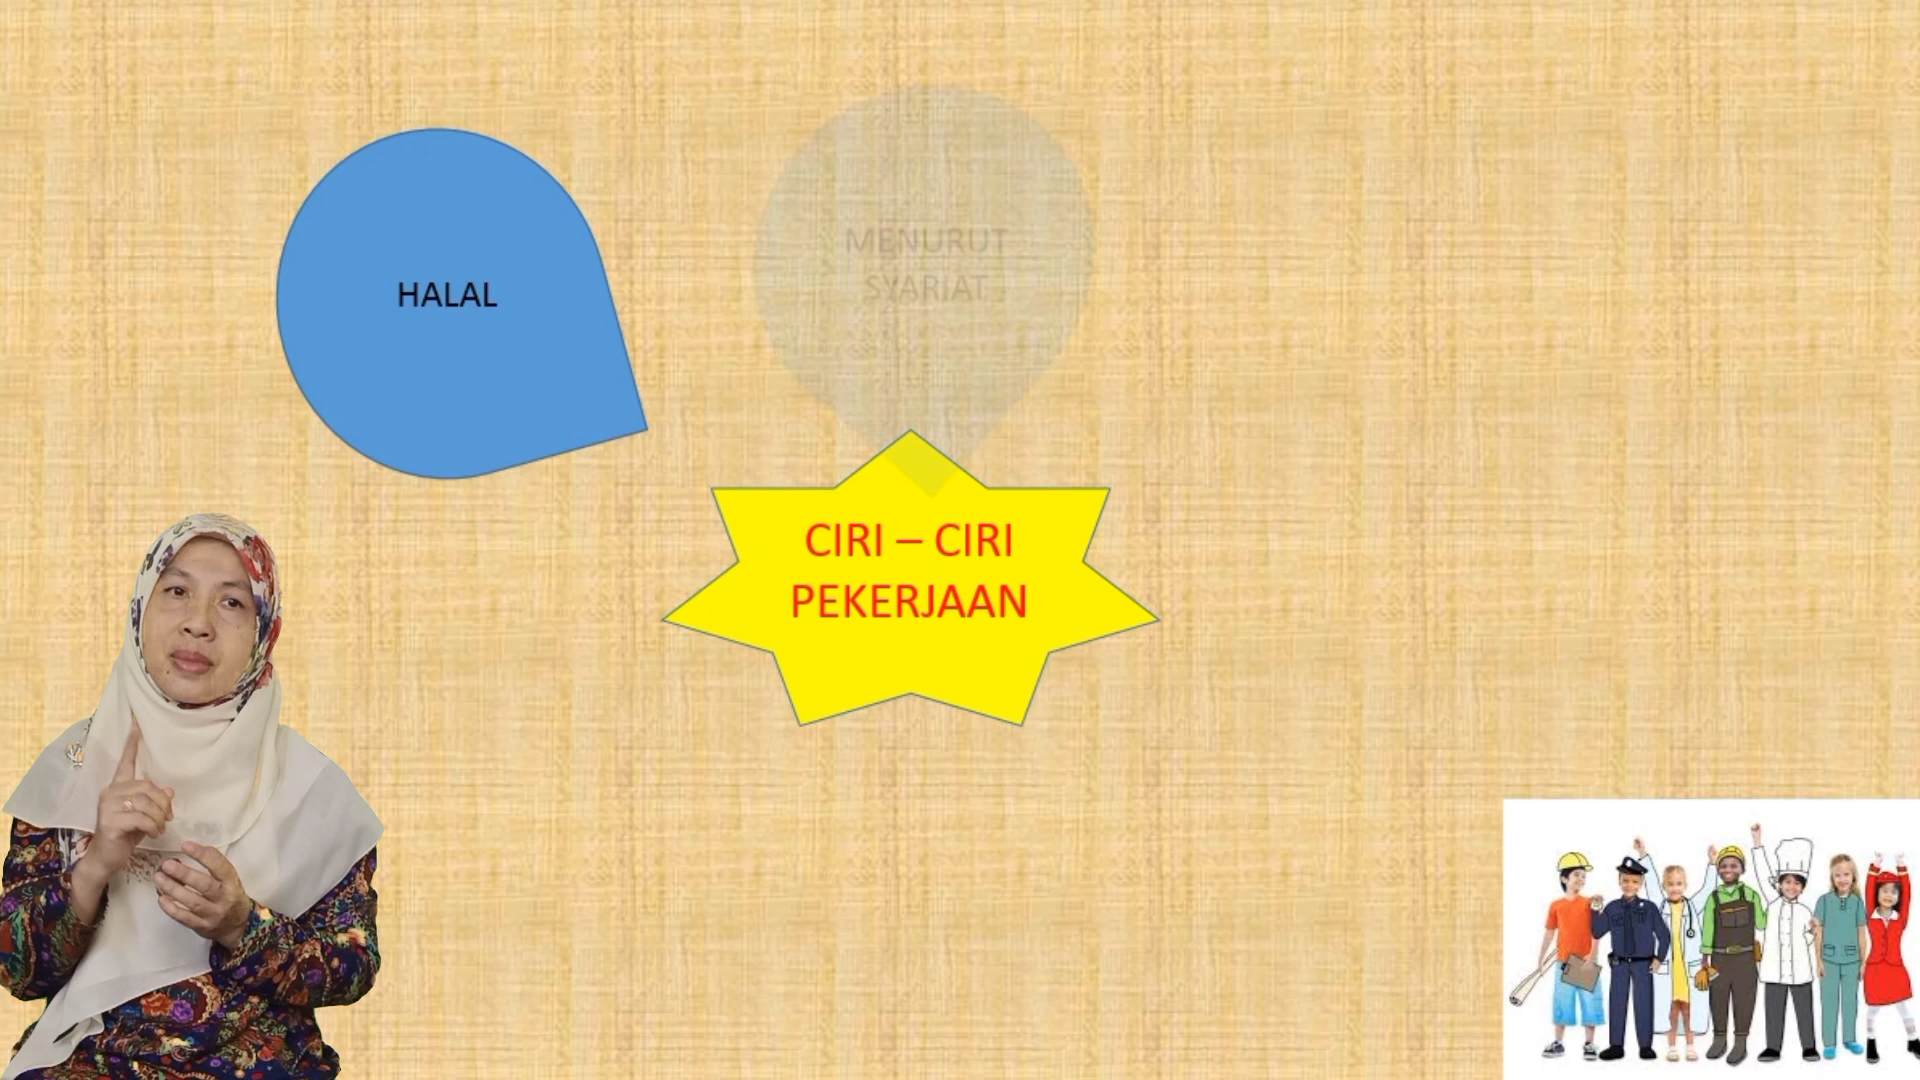 HALAL
MENURUT
SYARIAT
CIRI – CIRI
PEKERJAAN